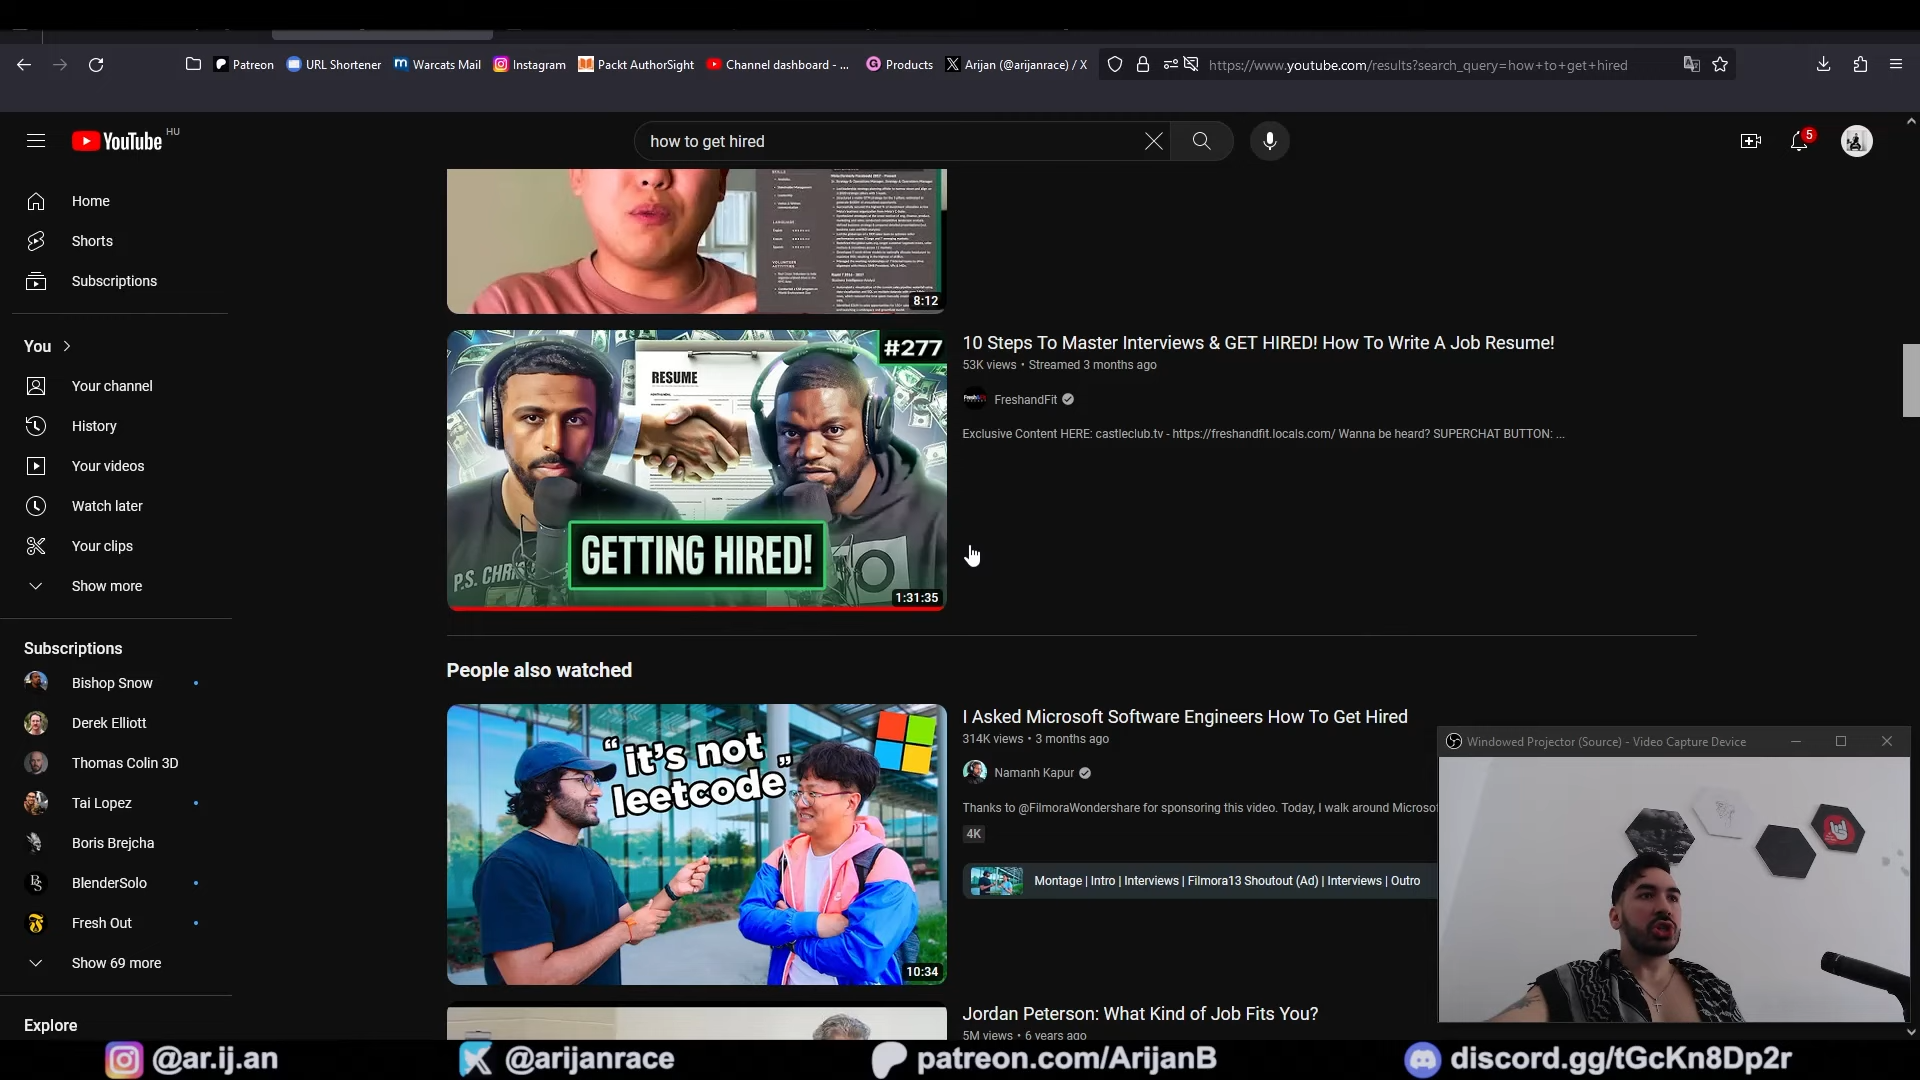 Patreon
URL Shortener
Warcats Mail
Instagram
Packt AuthorSight
Channel dashboard - ...
Products
Arijan (@arijanrace) / X
https://www.youtube.com/results?search_query=how+to+get+hired
YouTube
HU
how to get hired
5
Home
Shorts
Subscriptions
You
Your channel
History
Your videos
Watch later
Your clips
Show more
Subscriptions
Bishop Snow
Derek Elliott
Thomas Colin 3D
Tai Lopez
Boris Brejcha
BlenderSolo
Fresh Out
Show 69 more
Explore
8:12
#277
RESUME
GETTING HIRED!
1:31:35
10 Steps To Master Interviews & GET HIRED! How To Write A Job Resume!
53K views • Streamed 3 months ago
FreshandFit
Exclusive Content HERE: castleclub.tv - https://freshandfit.locals.com/ Wanna be heard? SUPERCHAT BUTTON: ...
People also watched
"it's not
leetcode"
10:34
I Asked Microsoft Software Engineers How To Get Hired
314K views • 3 months ago
Namanh Kapur
Thanks to @FilmoraWondershare for sponsoring this video. Today, I walk around Microsof
4K
Montage | Intro | Interviews | Filmora13 Shoutout (Ad) | Interviews | Outro
Jordan Peterson: What Kind of Job Fits You?
5M views • 6 years ago
Windowed Projector (Source) - Video Capture Device
@ar.ij.an
@arijanrace
patreon.com/ArijanB
discord.gg/tGcKn8Dp2r